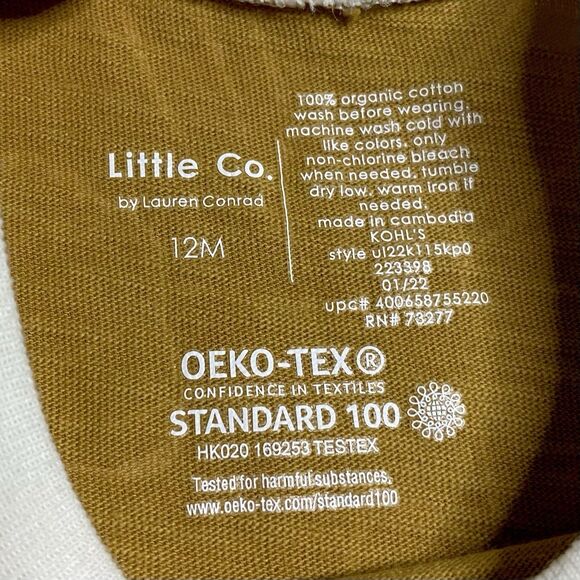 Little Co.
by Lauren Conrad
12M
100% organic cotton
wash before wearing.
machine wash cold with
like colors. only
non-chlorine bleach
when needed. tumble
dry low. warm iron if
needed.
made in cambodia
KOHL'S
style ul22k115kp0
223398
01/22
upc# 400658755220
RN# 73277
OEKO-TEX®
CONFIDENCE IN TEXTILES
STANDARD 100
HK020 169253 TESTEX
Tested for harmful substances.
www.oeko-tex.com/standard100